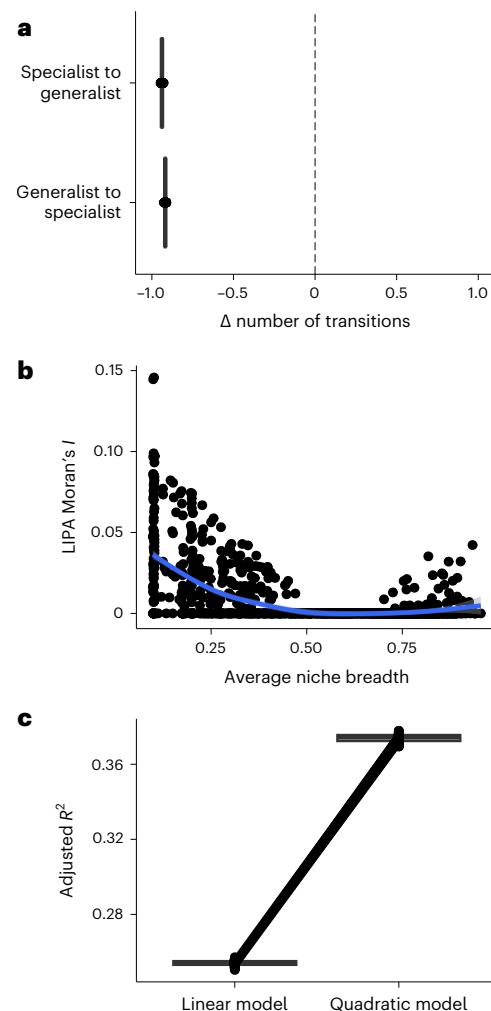 a
Specialist to
generalist
Generalist to
specialist
–1.0 –0.5 0 0.5 1.0
Δ number of transitions
b
0.15
0.10
0.05
0
LIPA Moran's I
0.25 0.50 0.75
Average niche breadth
c
0.36
0.32
0.28
Adjusted R²
Linear model Quadratic model